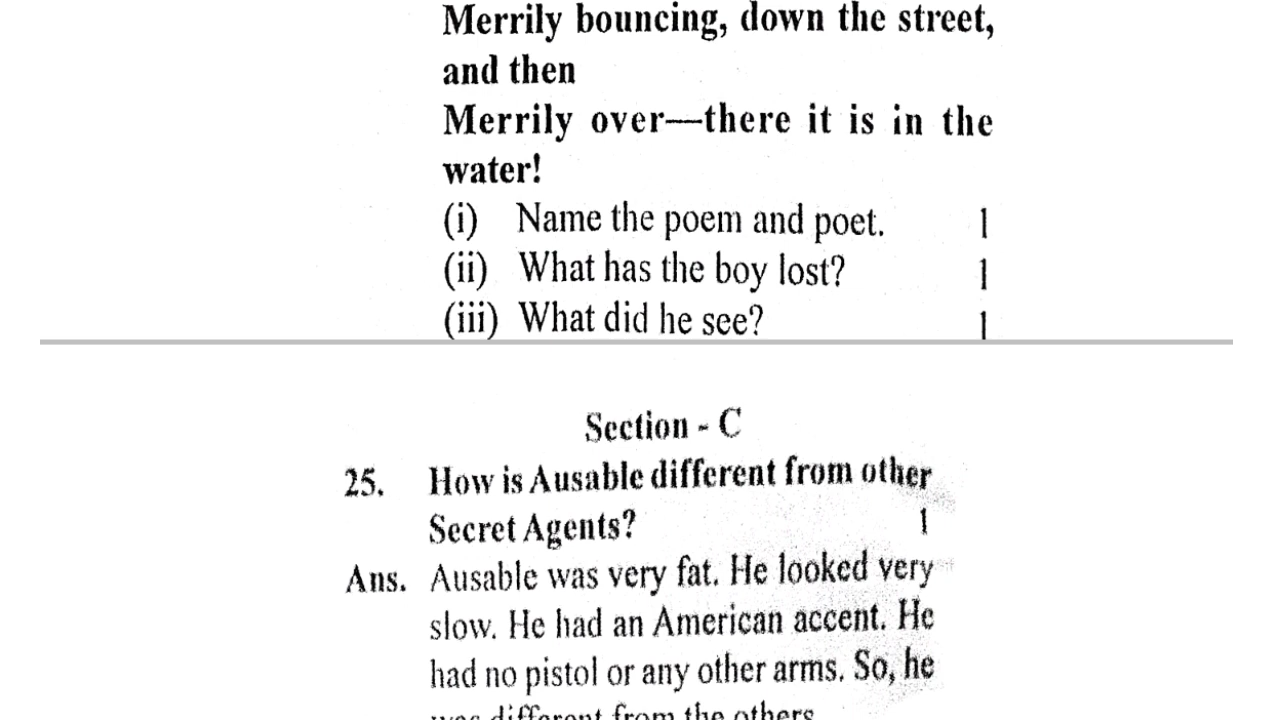 Merrily bouncing, down the street,
and then
Merrily over—there it is in the
water!
(i) Name the poem and poet. 1
(ii) What has the boy lost? 1
(iii) What did he see? 1
Section - C
25. How is Ausable different from other
Secret Agents? 1
Ans. Ausable was very fat. He looked very
slow. He had an American accent. He
had no pistol or any other arms. So, he
was different from the others